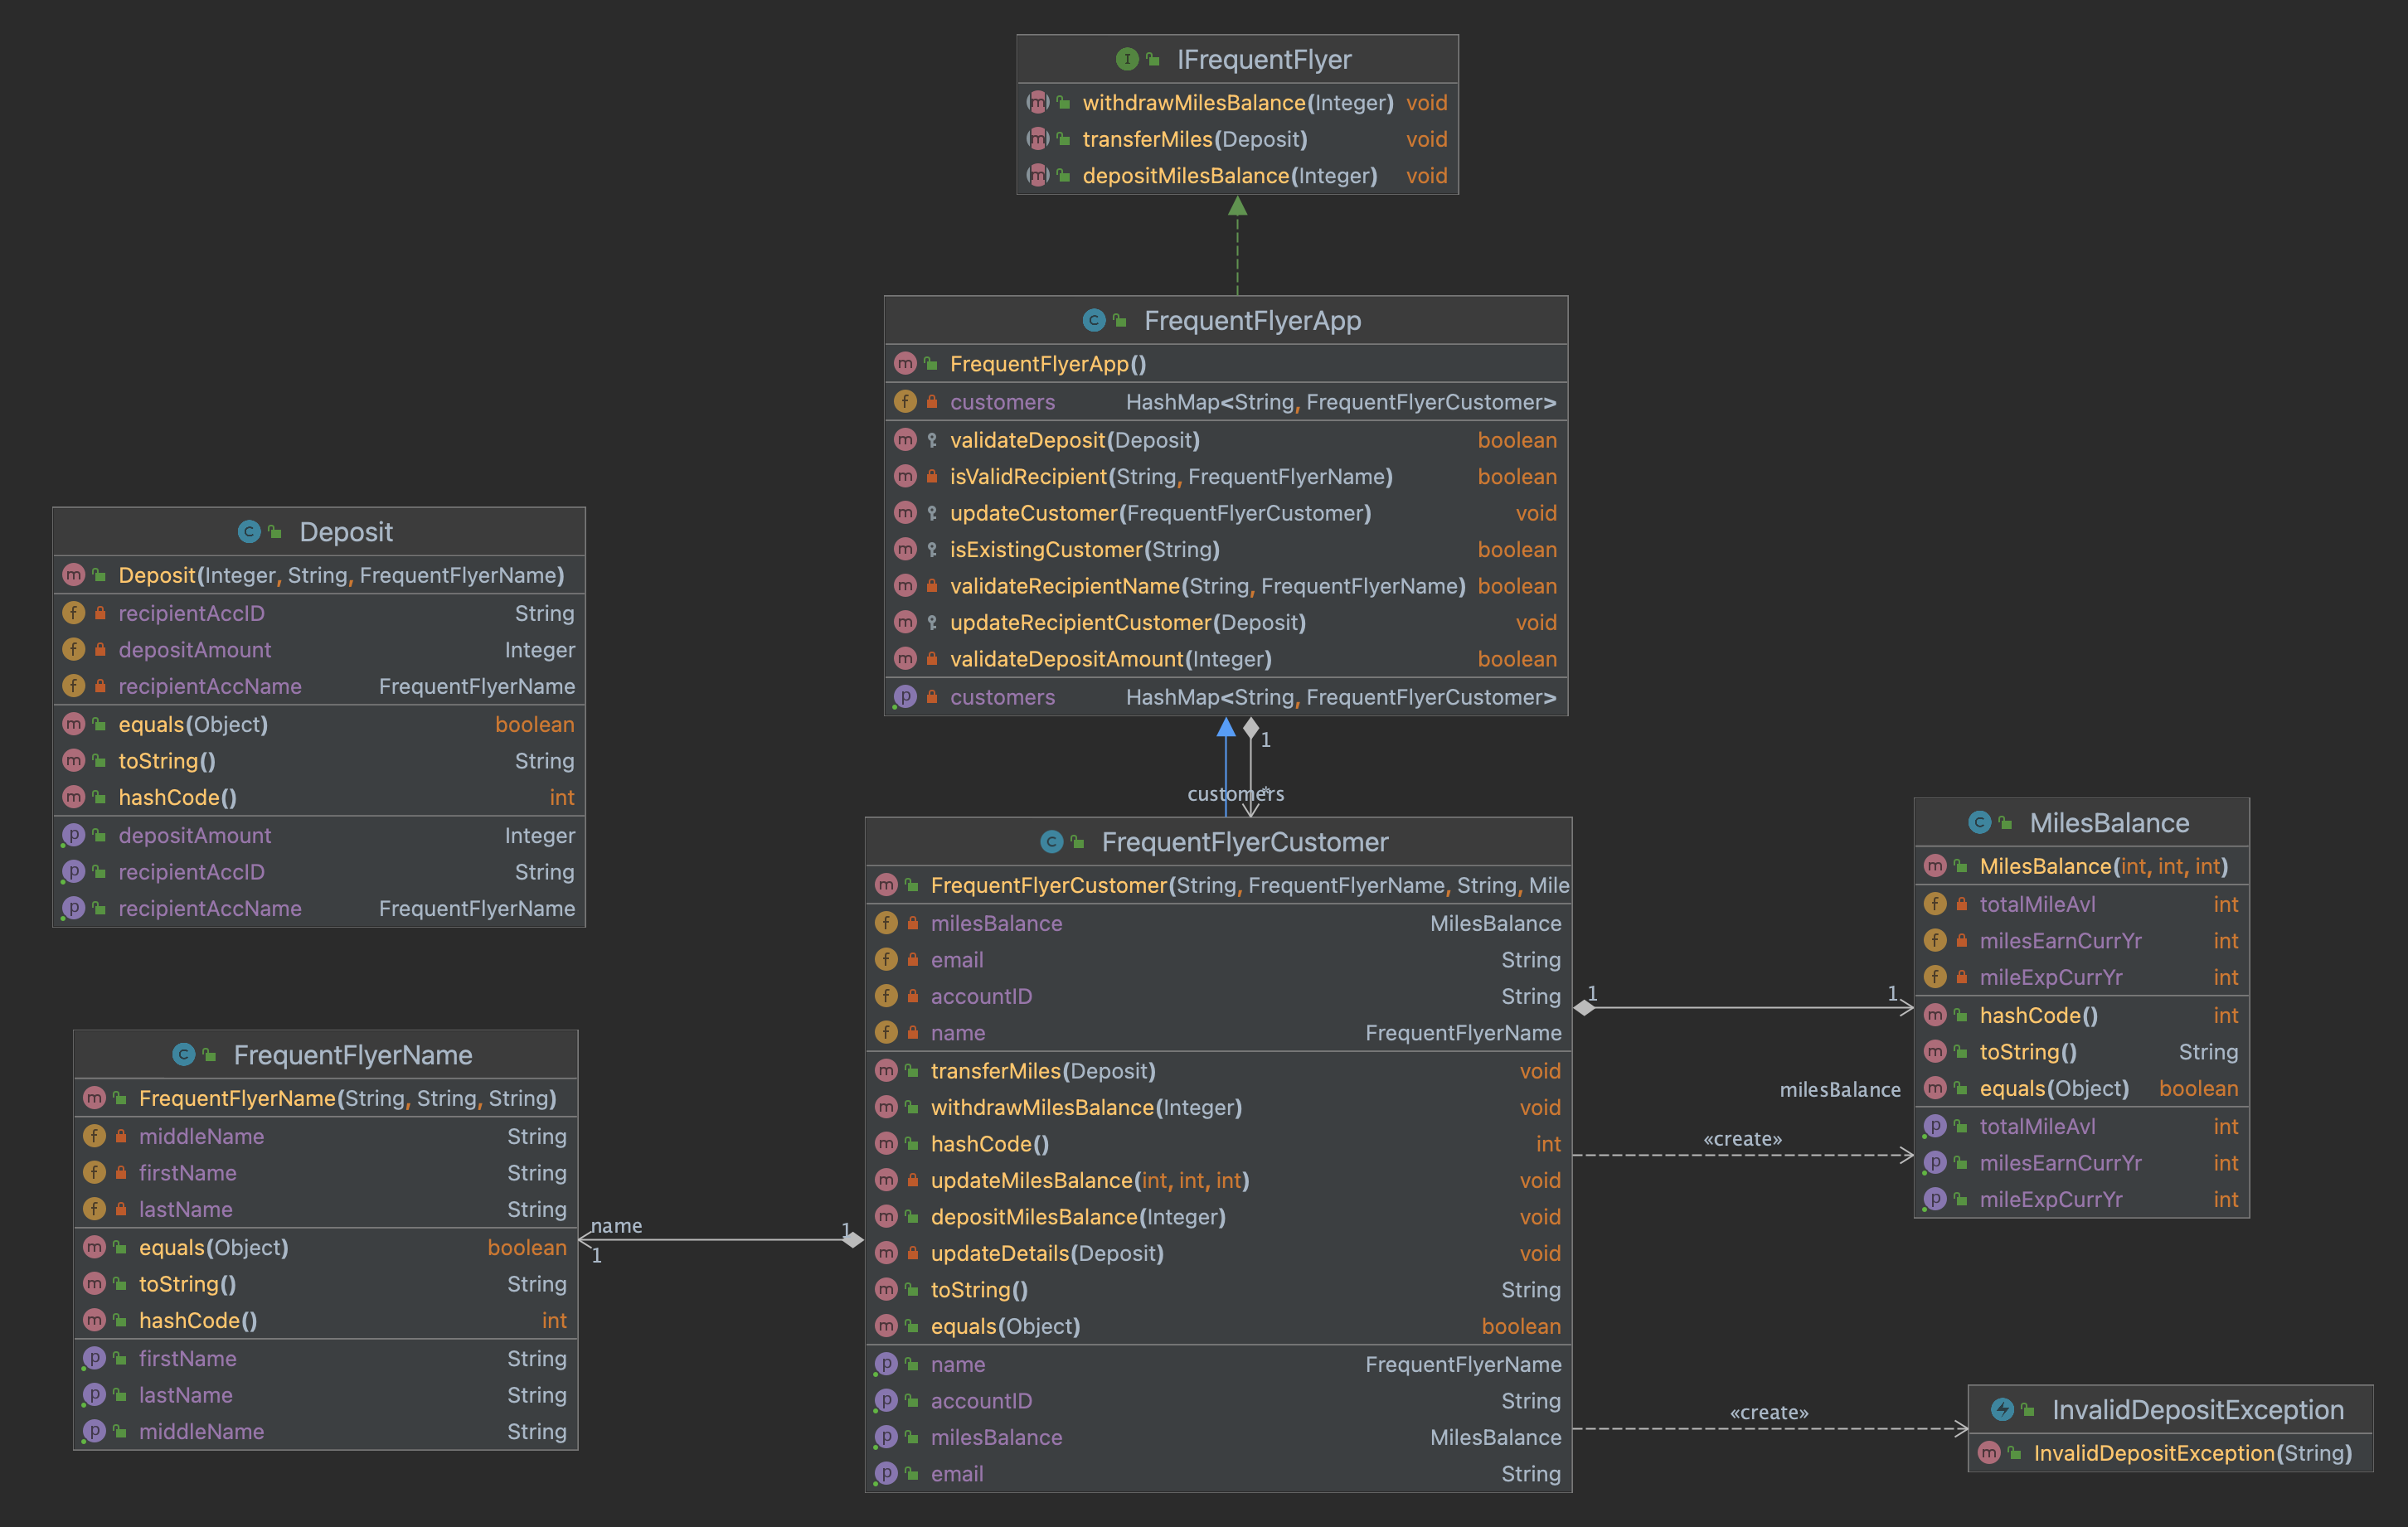 IFrequentFlyer
withdrawMilesBalance(Integer) void
transferMiles(Deposit) void
depositMilesBalance(Integer) void
FrequentFlyerApp
FrequentFlyerApp()
customers HashMap<String, FrequentFlyerCustomer>
validateDeposit(Deposit) boolean
isValidRecipient(String, FrequentFlyerName) boolean
updateCustomer(FrequentFlyerCustomer) void
isExistingCustomer(String) boolean
validateRecipientName(String, FrequentFlyerName) boolean
updateRecipientCustomer(Deposit) void
validateDepositAmount(Integer) boolean
customers HashMap<String, FrequentFlyerCustomer>
1
customers
*
Deposit
Deposit(Integer, String, FrequentFlyerName)
recipientAccID String
depositAmount Integer
recipientAccName FrequentFlyerName
equals(Object) boolean
toString() String
hashCode() int
depositAmount Integer
recipientAccID String
recipientAccName FrequentFlyerName
FrequentFlyerName
FrequentFlyerName(String, String, String)
middleName String
firstName String
lastName String
equals(Object) boolean
toString() String
hashCode() int
firstName String
lastName String
middleName String
name
1
1
FrequentFlyerCustomer
FrequentFlyerCustomer(String, FrequentFlyerName, String, Mile
milesBalance MilesBalance
email String
accountID String
name FrequentFlyerName
transferMiles(Deposit) void
withdrawMilesBalance(Integer) void
hashCode() int
updateMilesBalance(int, int, int) void
depositMilesBalance(Integer) void
updateDetails(Deposit) void
toString() String
equals(Object) boolean
name FrequentFlyerName
accountID String
milesBalance MilesBalance
email String
1
1
milesBalance
«create»
«create»
MilesBalance
MilesBalance(int, int, int)
totalMileAvl int
milesEarnCurrYr int
mileExpCurrYr int
hashCode() int
toString() String
equals(Object) boolean
totalMileAvl int
milesEarnCurrYr int
mileExpCurrYr int
InvalidDepositException
InvalidDepositException(String)